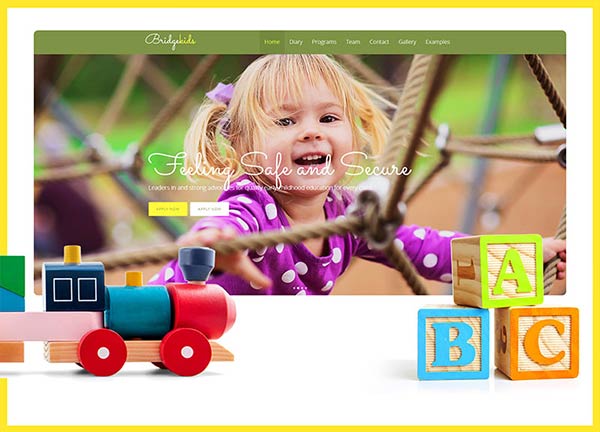 Bridgekids
Home Diary Programs Team Contact Gallery Examples
Feeling Safe and Secure
Leaders in and strong advocates for quality early childhood education for every child
APPLY NOW APPLY NOW
A
B C